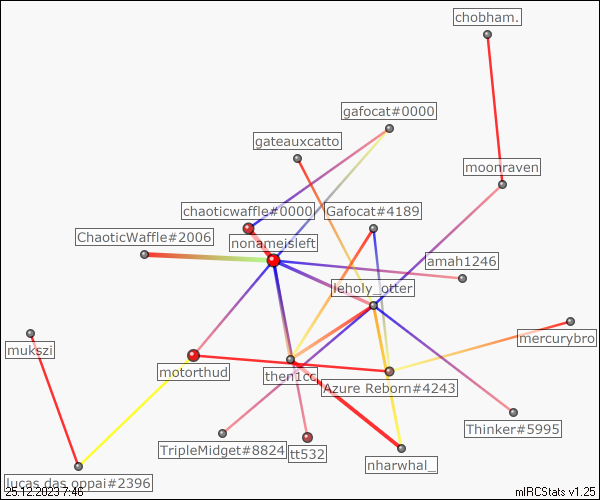 chobham.
gafocat#0000
gateauxcatto
moonraven
chaoticwaffle#0000
Gafocat#4189
ChaoticWaffle#2006
nonameisleft
amah1246
leholy_otter
mercurybro
mukszi
motorthud
then1cc
Azure Reborn#4243
Thinker#5995
TripleMidget#8824
tt532
nharwhal_
lucas das oppai#2396
25.12.2023 7:46
mIRCStats v1.25